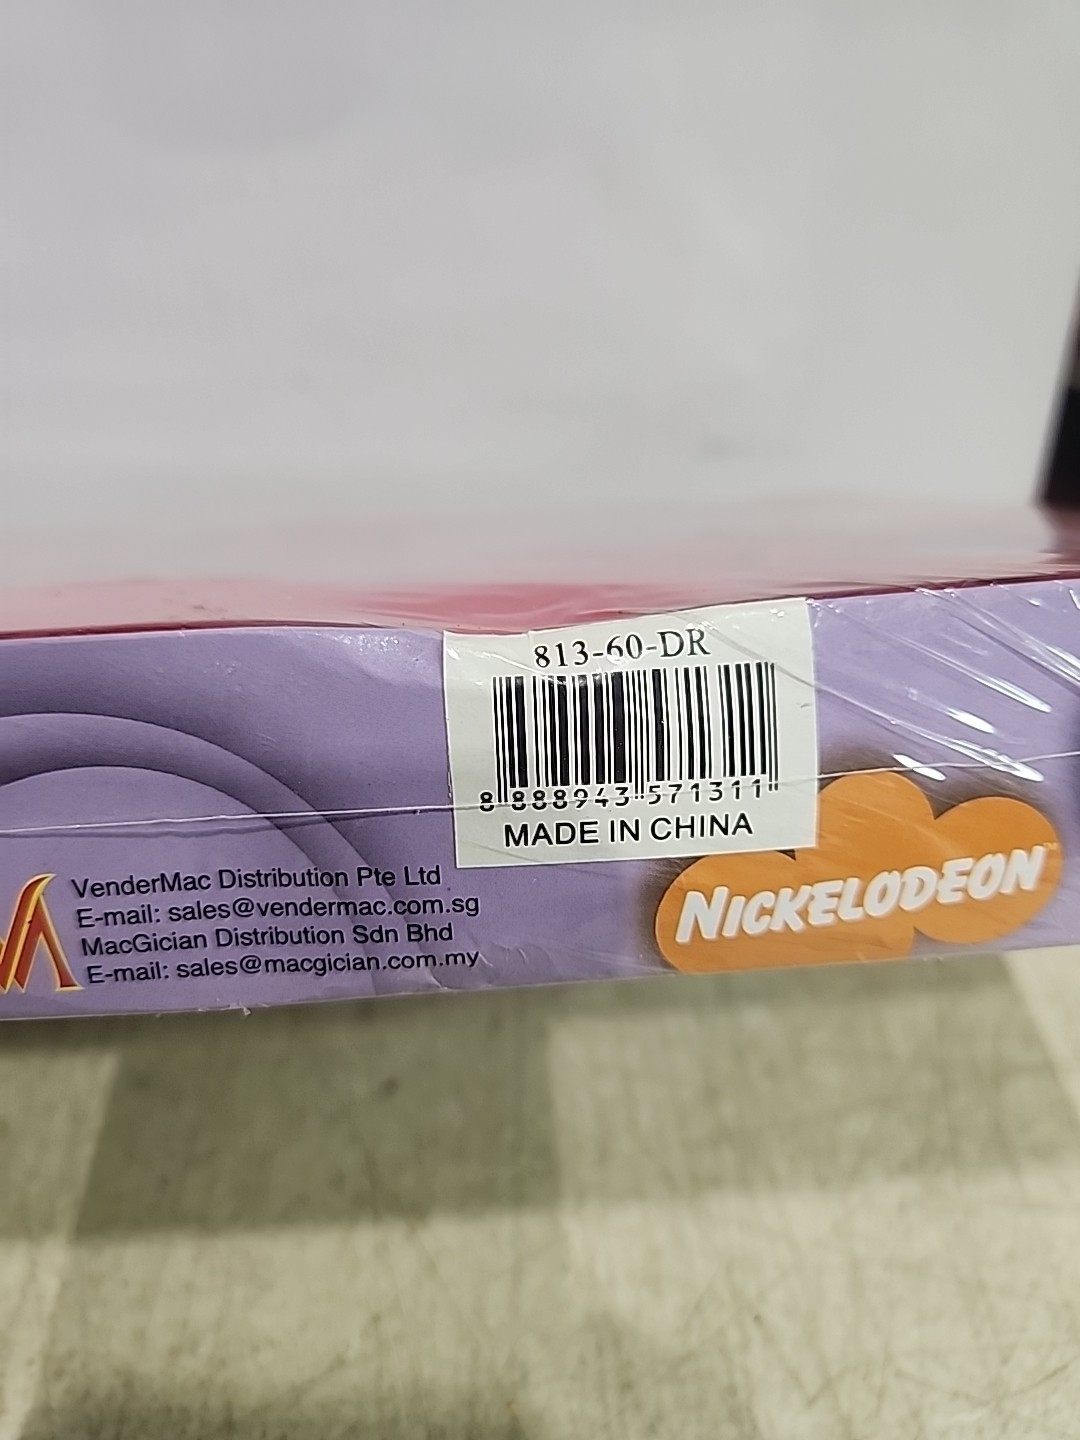 813-60-DR
8 888943 571311
MADE IN CHINA
VenderMac Distribution Pte Ltd
E-mail: sales@vendermac.com.sg
MacGician Distribution Sdn Bhd
E-mail: sales@macgician.com.my
NICKELODEON™